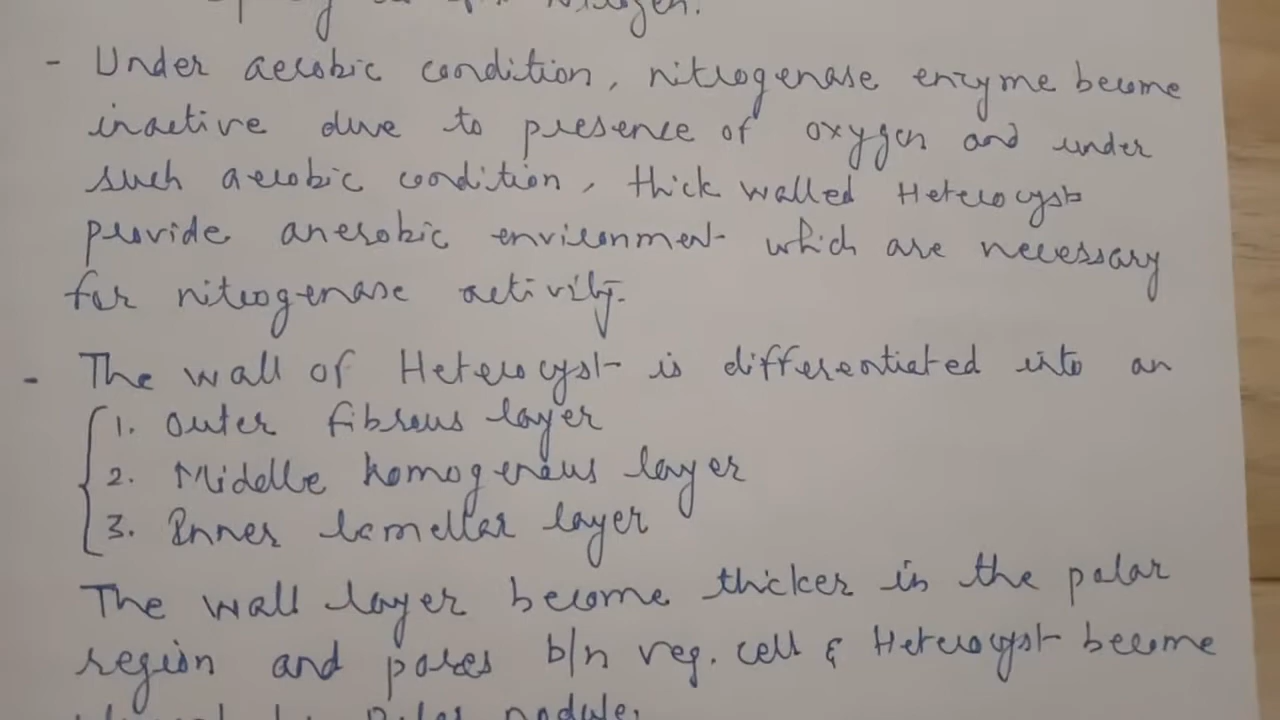 Nitrogen.
- Under aerobic condition, nitrogenase enzyme become
inactive due to presence of oxygen and under
such aerobic condition, thick walled Heterocyst
provide anerobic environment which are necessary
for nitrogenase activity.
- The wall of Heterocyst is differentiated into an
1. Outer fibrous layer
2. Middle homogenous layer
3. Inner lamellar layer
The wall layer become thicker in the polar
region and pores b/n veg. cell & Heterocyst become
nodule.